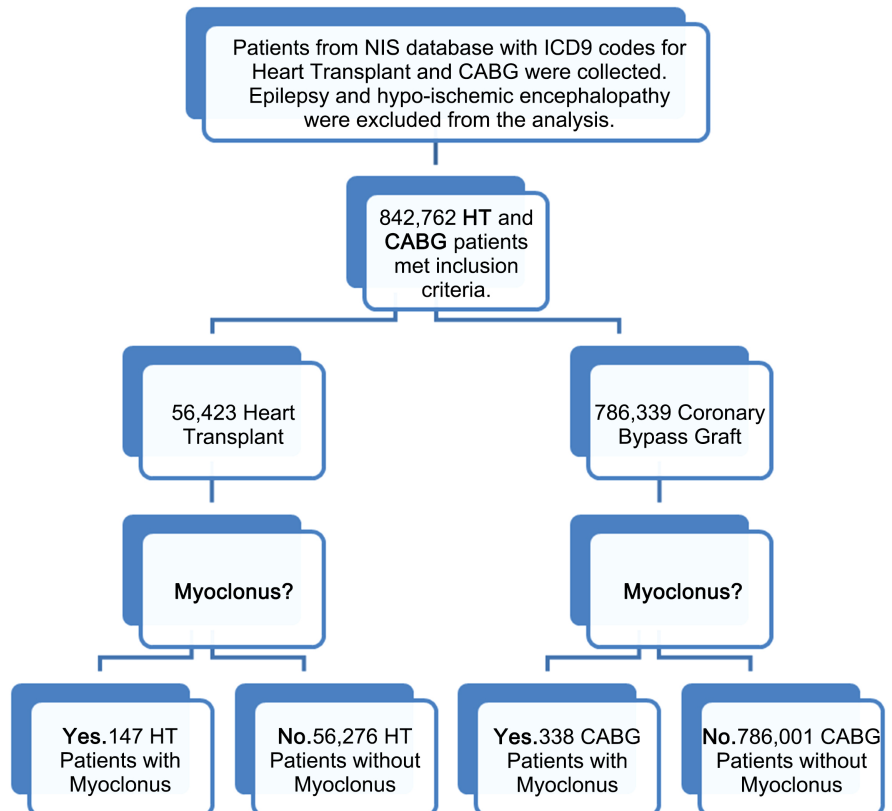 Patients from NIS database with ICD9 codes for
Heart Transplant and CABG were collected.
Epilepsy and hypo-ischemic encephalopathy
were excluded from the analysis.
842,762 HT and
CABG patients
met inclusion
criteria.
56,423 Heart
Transplant
786,339 Coronary
Bypass Graft
Myoclonus?
Myoclonus?
Yes.147 HT
Patients with
Myoclonus
No.56,276 HT
Patients without
Myoclonus
Yes.338 CABG
Patients with
Myoclonus
No.786,001 CABG
Patients without
Myoclonus